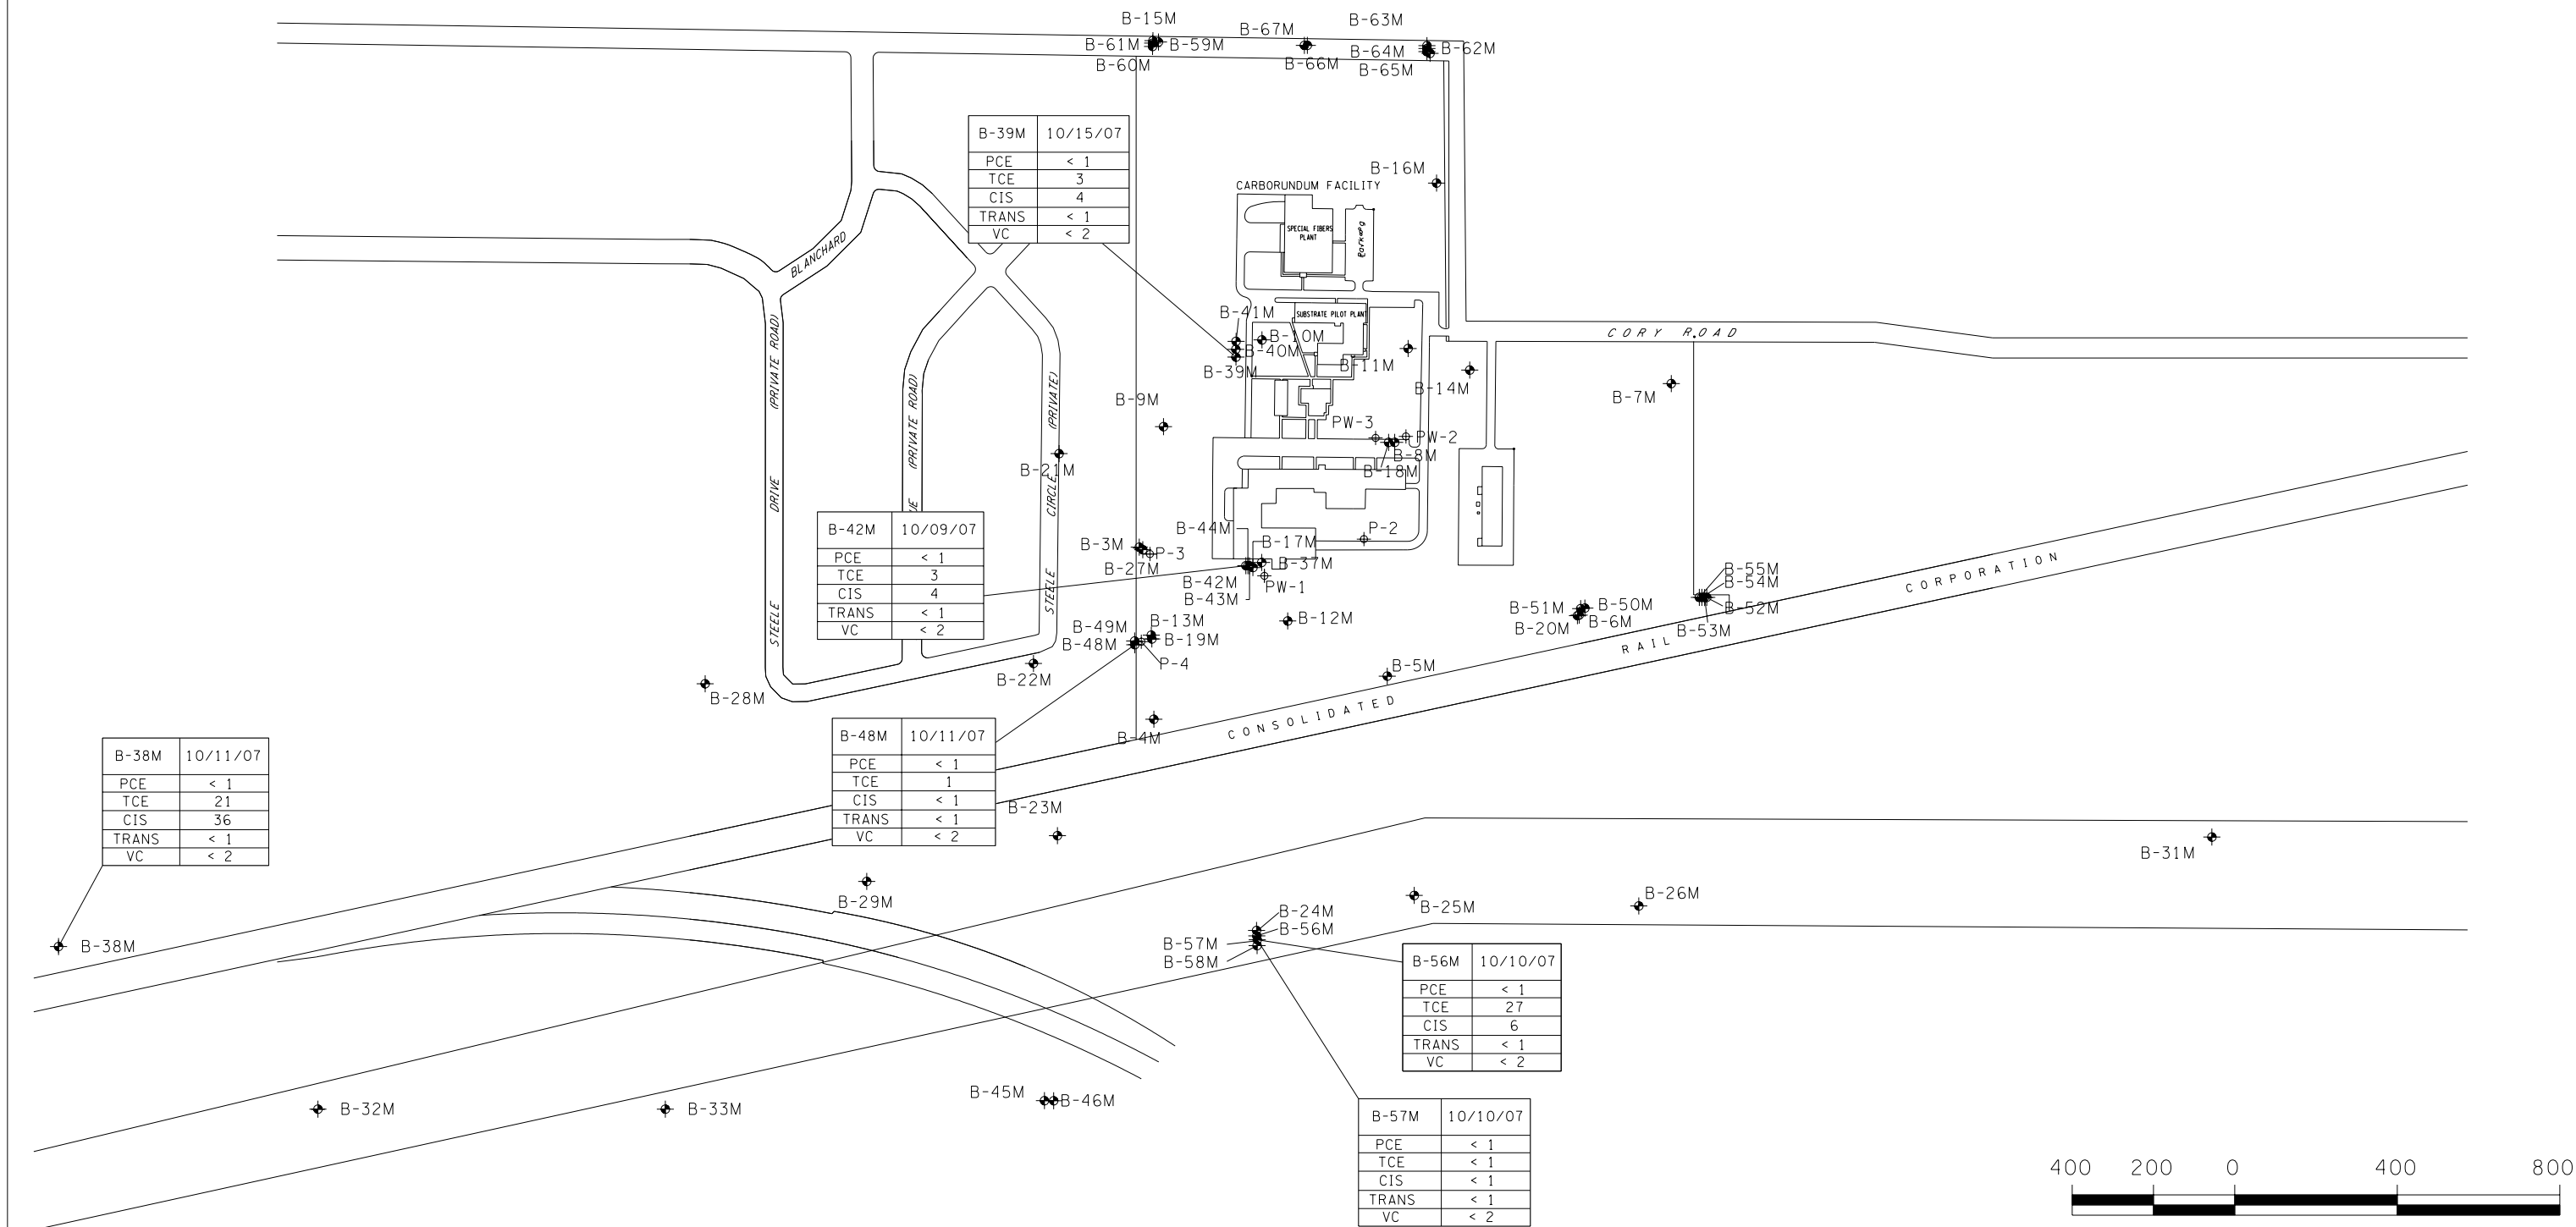 B-15M
B-63M
B-67M
B-61M
B-59M
B-64M
B-62M
B-60M
B-66M
B-65M
B-39M 10/15/07
PCE < 1
TCE 3
CIS 4
TRANS < 1
VC < 2
B-16M
CARBORUNDUM FACILITY
SPECIAL FIBERS
PLANT
Parking
BLANCHARD
B-41M
SUBSTRATE PILOT PLANT
CORY ROAD
B-10M
B-40M
B-39M
B-11M
B-14M
B-7M
STEELE DRIVE (PRIVATE ROAD)
(PRIVATE ROAD)
STEELE CIRCLE (PRIVATE)
B-9M
PW-3
PW-2
B-8M
B-18M
B-21M
B-42M 10/09/07
PCE < 1
TCE 3
CIS 4
TRANS < 1
VC < 2
B-44M
P-2
B-3M
P-3
B-17M
B-27M
B-37M
B-42M
PW-1
B-43M
B-55M
B-54M
B-51M
B-50M
B-52M
B-20M
B-6M
B-53M
B-49M
B-13M
B-12M
B-48M
B-19M
P-4
B-5M
B-22M
B-28M
B-4M
CONSOLIDATED RAIL CORPORATION
B-48M 10/11/07
PCE < 1
TCE 1
CIS < 1
TRANS < 1
VC < 2
B-38M 10/11/07
PCE < 1
TCE 21
CIS 36
TRANS < 1
VC < 2
B-23M
B-31M
B-29M
B-26M
B-25M
B-24M
B-56M
B-57M
B-58M
B-38M
B-56M 10/10/07
PCE < 1
TCE 27
CIS 6
TRANS < 1
VC < 2
B-45M
B-46M
B-32M
B-33M
B-57M 10/10/07
PCE < 1
TCE < 1
CIS < 1
TRANS < 1
VC < 2
400 200 0 400 800